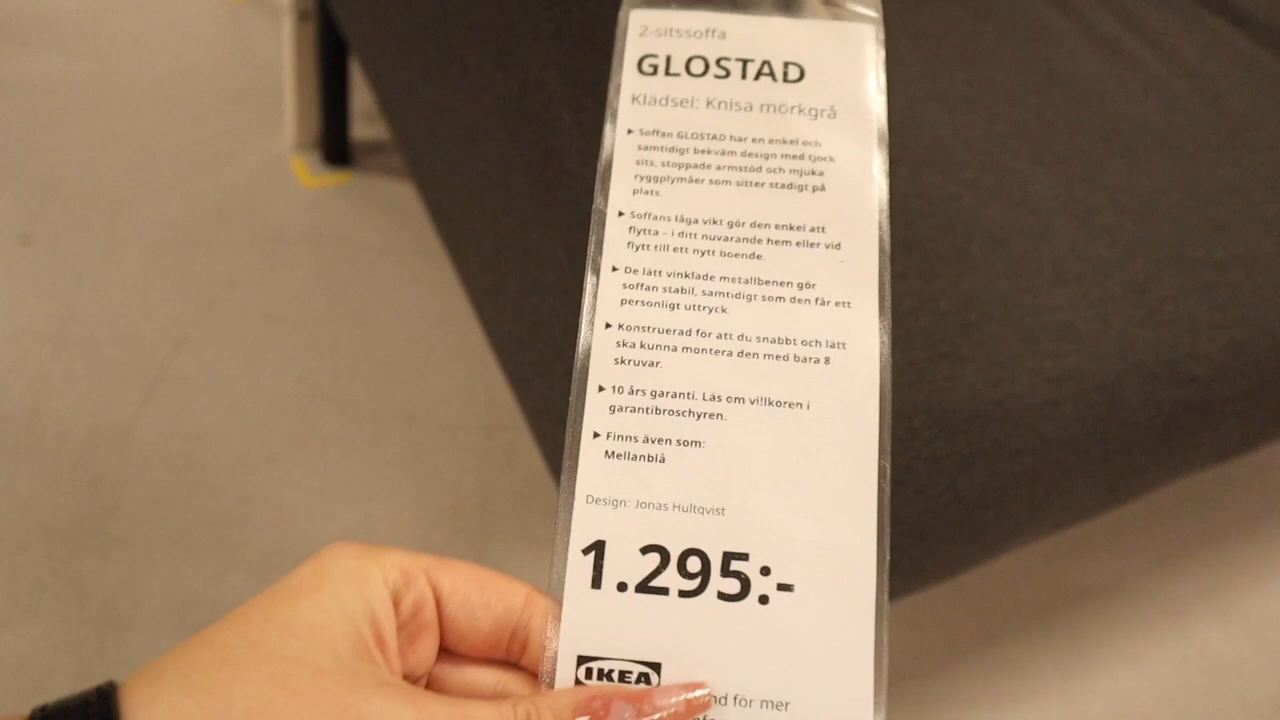 2-sitssoffa
GLOSTAD
Klädsel: Knisa mörkgrå
▶ Soffan GLOSTAD har en enkel och
samtidigt bekväm design med tjock
sits, stoppade armstöd och mjuka
ryggplymåer som sitter stadigt på
plats.
▶ Soffans låga vikt gör den enkel att
flytta – i ditt nuvarande hem eller vid
flytt till ett nytt boende.
▶ De lätt vinklade metallbenen gör
soffan stabil, samtidigt som den får ett
personligt uttryck.
▶ Konstruerad för att du snabbt och lätt
ska kunna montera den med bara 8
skruvar.
▶ 10 års garanti. Läs om villkoren i
garantibroschyren.
▶ Finns även som:
Mellanblå
Design: Jonas Hultqvist
1.295:-
IKEA
för mer